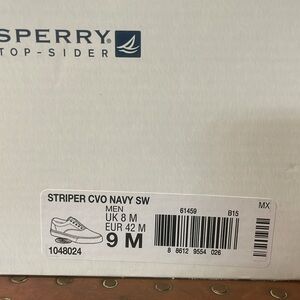 SPERRY
TOP-SIDER
STRIPER CVO NAVY SW
MEN
UK 8 M
EUR 42 M
9 M
1048024
61459
B15
MX
8 8612 9554 026